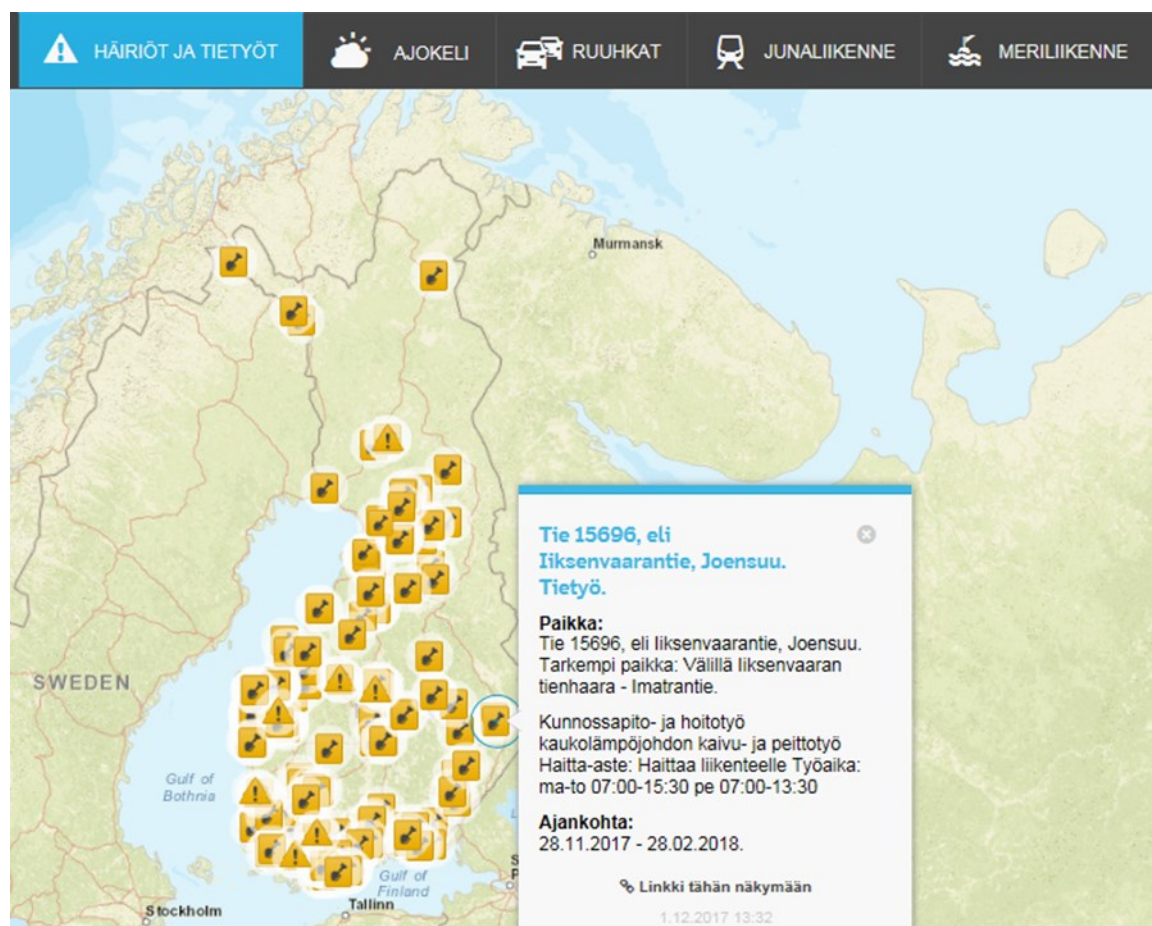 HÄIRIÖT JA TIETYÖT
AJOKELI
RUUHKAT
JUNALIIKENNE
MERILIIKENNE
Murmansk
SWEDEN
Gulf of
Bothnia
Gulf of
Finland
Tallinn
Stockholm
Tie 15696, eli
Iiksenvaarantie, Joensuu.
Tietyö.
Paikka:
Tie 15696, eli Iiksenvaarantie, Joensuu.
Tarkempi paikka: Välillä Iiksenvaaran
tienhaara - Imatrantie.
Kunnossapito- ja hoitotyö
kaukolämpöjohdon kaivu- ja peittotyö
Haitta-aste: Haittaa liikenteelle Työaika:
ma-to 07:00-15:30 pe 07:00-13:30
Ajankohta:
28.11.2017 - 28.02.2018.
Linkki tähän näkymään
1.12.2017 13:32